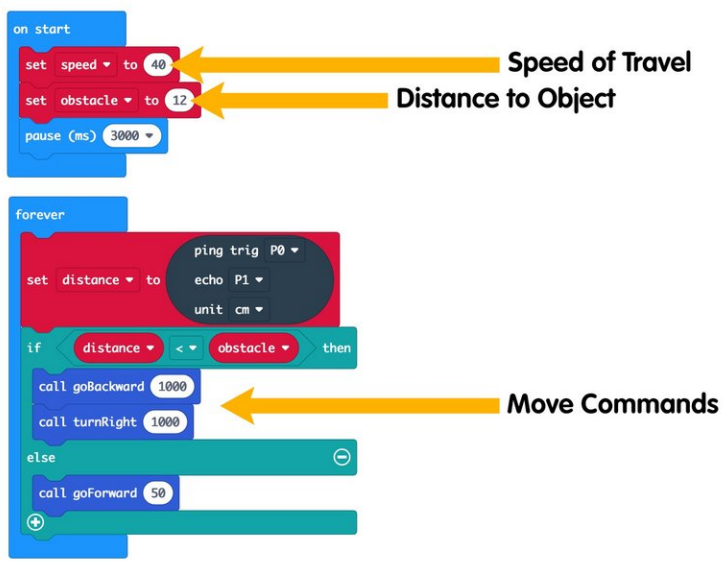 on start
set speed to 40
Speed of Travel
set obstacle to 12
Distance to Object
pause (ms) 3000
forever
ping trig P0
set distance to echo P1
unit cm
if distance < obstacle then
call goBackward 1000
Move Commands
call turnRight 1000
else
call goForward 50